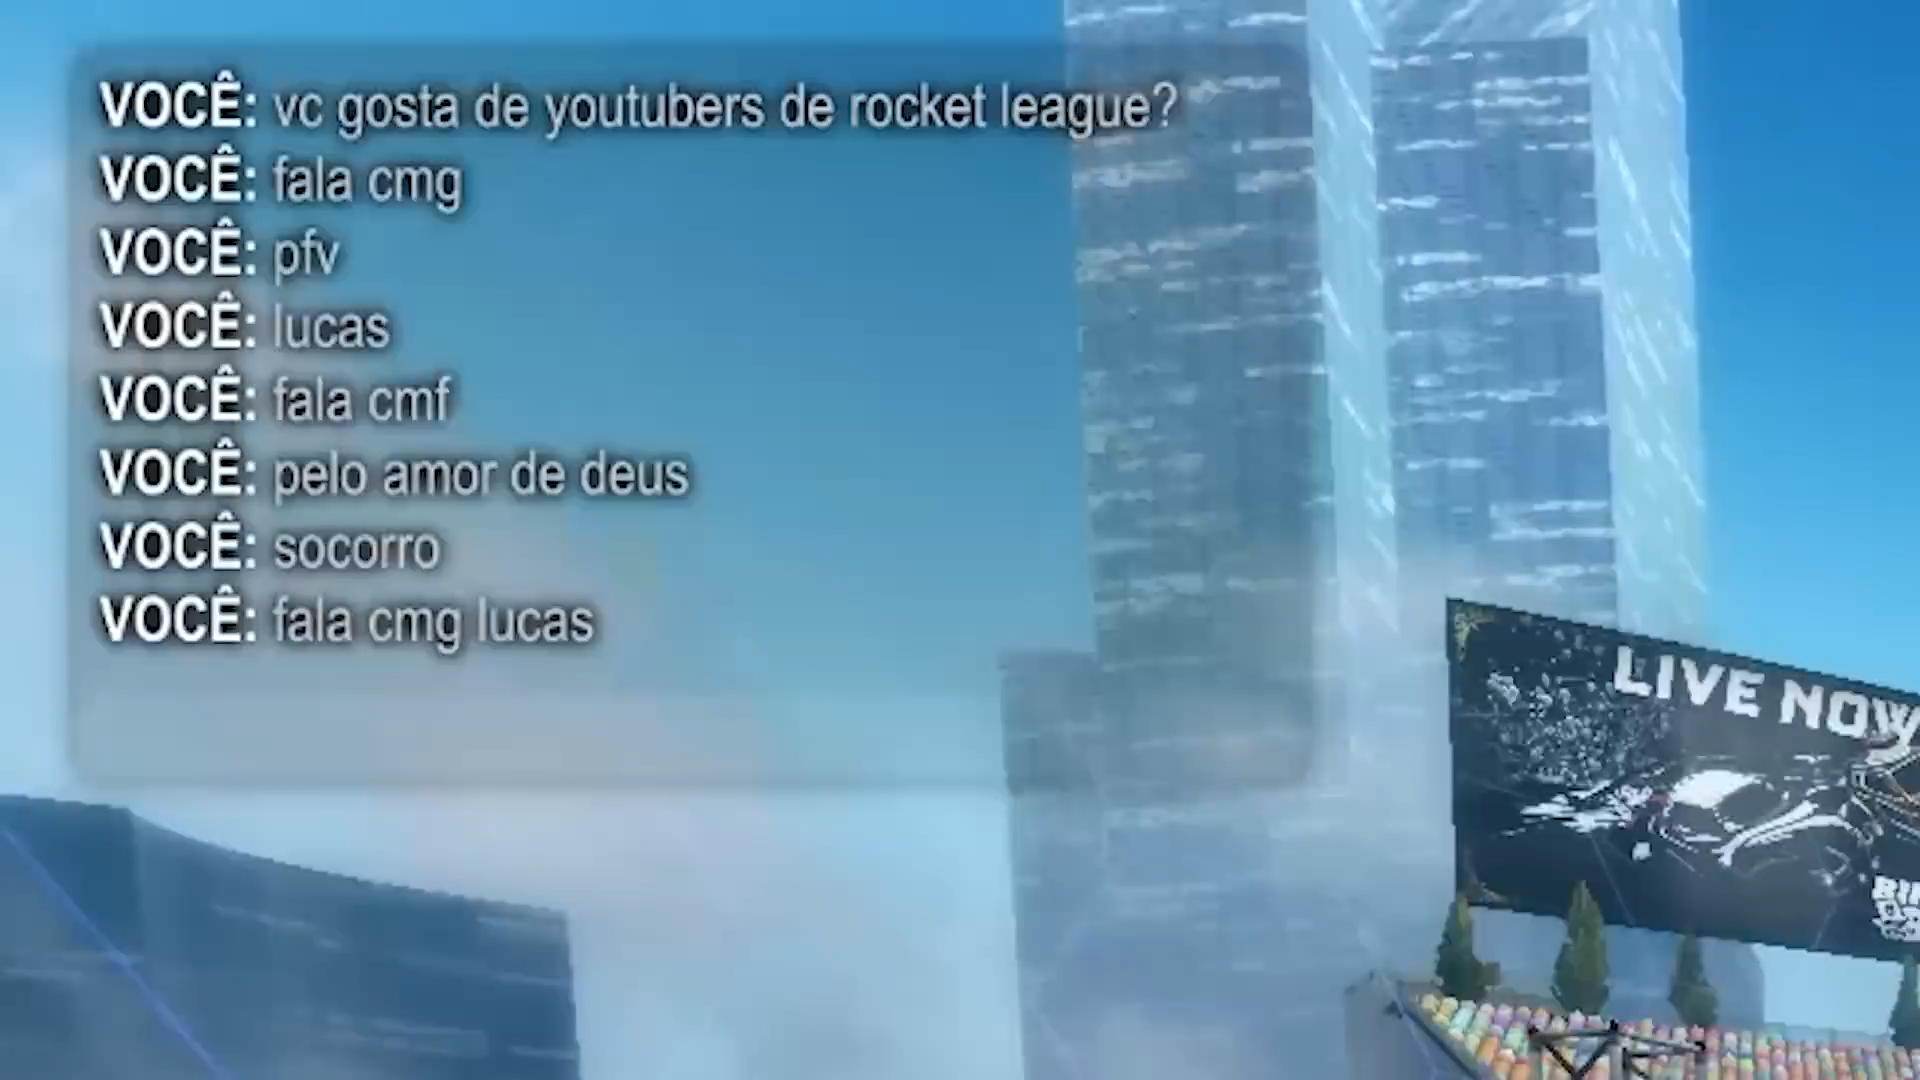 VOCÊ: vc gosta de youtubers de rocket league?
VOCÊ: fala cmg
VOCÊ: pfv
VOCÊ: lucas
VOCÊ: fala cmf
VOCÊ: pelo amor de deus
VOCÊ: socorro
VOCÊ: fala cmg lucas
LIVE NOW